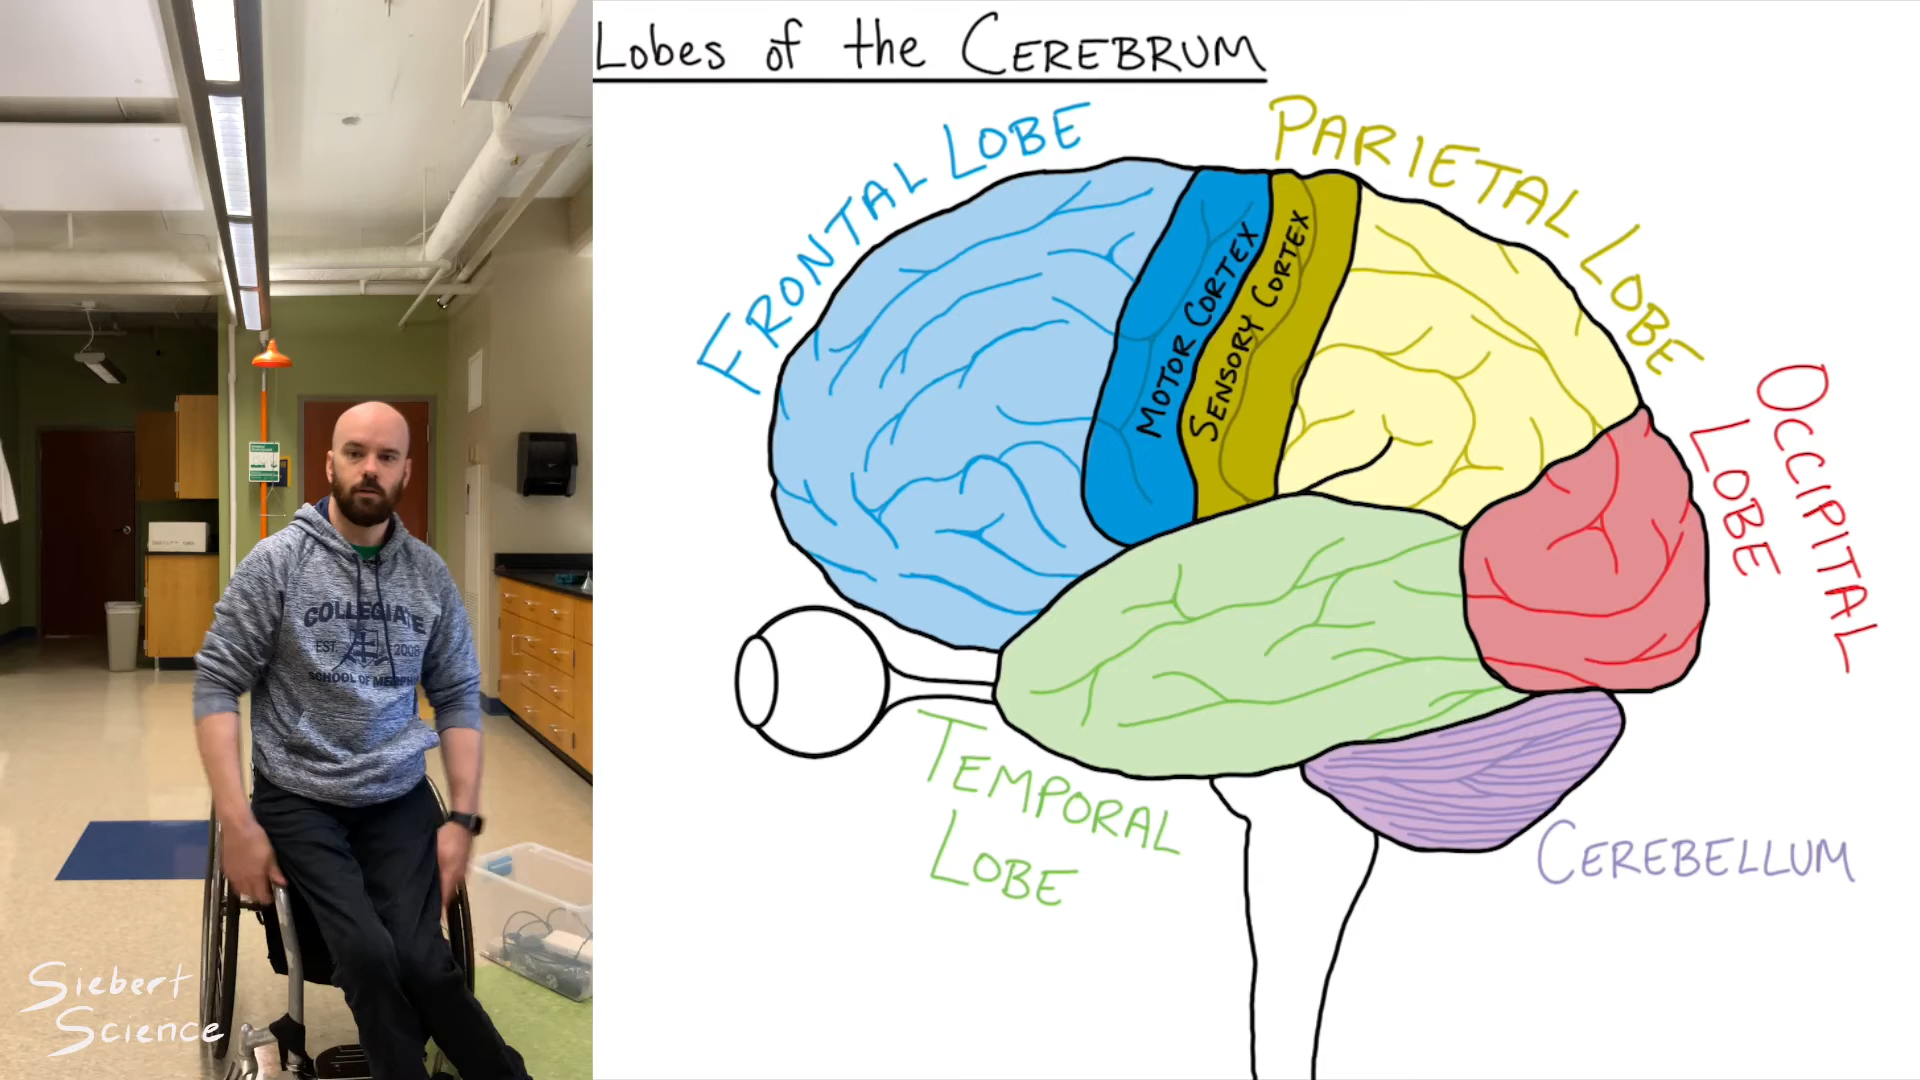 Lobes of the CEREBRUM
FRONTAL LOBE
PARIETAL LOBE
OCCIPITAL
LOBE
MOTOR CORTEX
SENSORY CORTEX
TEMPORAL
LOBE
CEREBELLUM
COLLEGIATE
EST. 2008
SCHOOL OF MEMPHIS
Siebert
Science